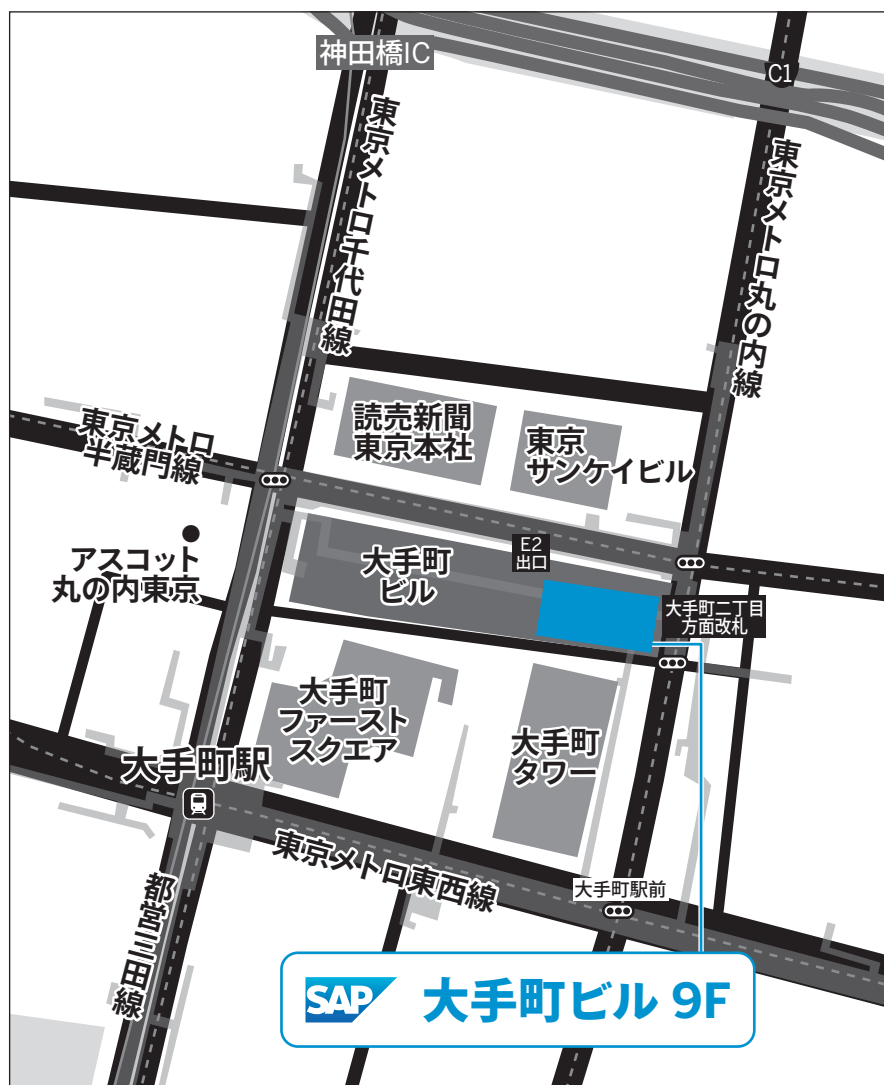 神田橋IC
C1
東京メトロ千代田線
東京メトロ丸の内線
読売新聞
東京本社
東京
サンケイビル
東京メトロ
半蔵門線
E2
出口
アスコット
丸の内東京
大手町
ビル
大手町二丁目
方面改札
大手町
ファースト
スクエア
大手町
タワー
大手町駅
東京メトロ東西線
大手町駅前
都営三田線
SAP 大手町ビル 9F